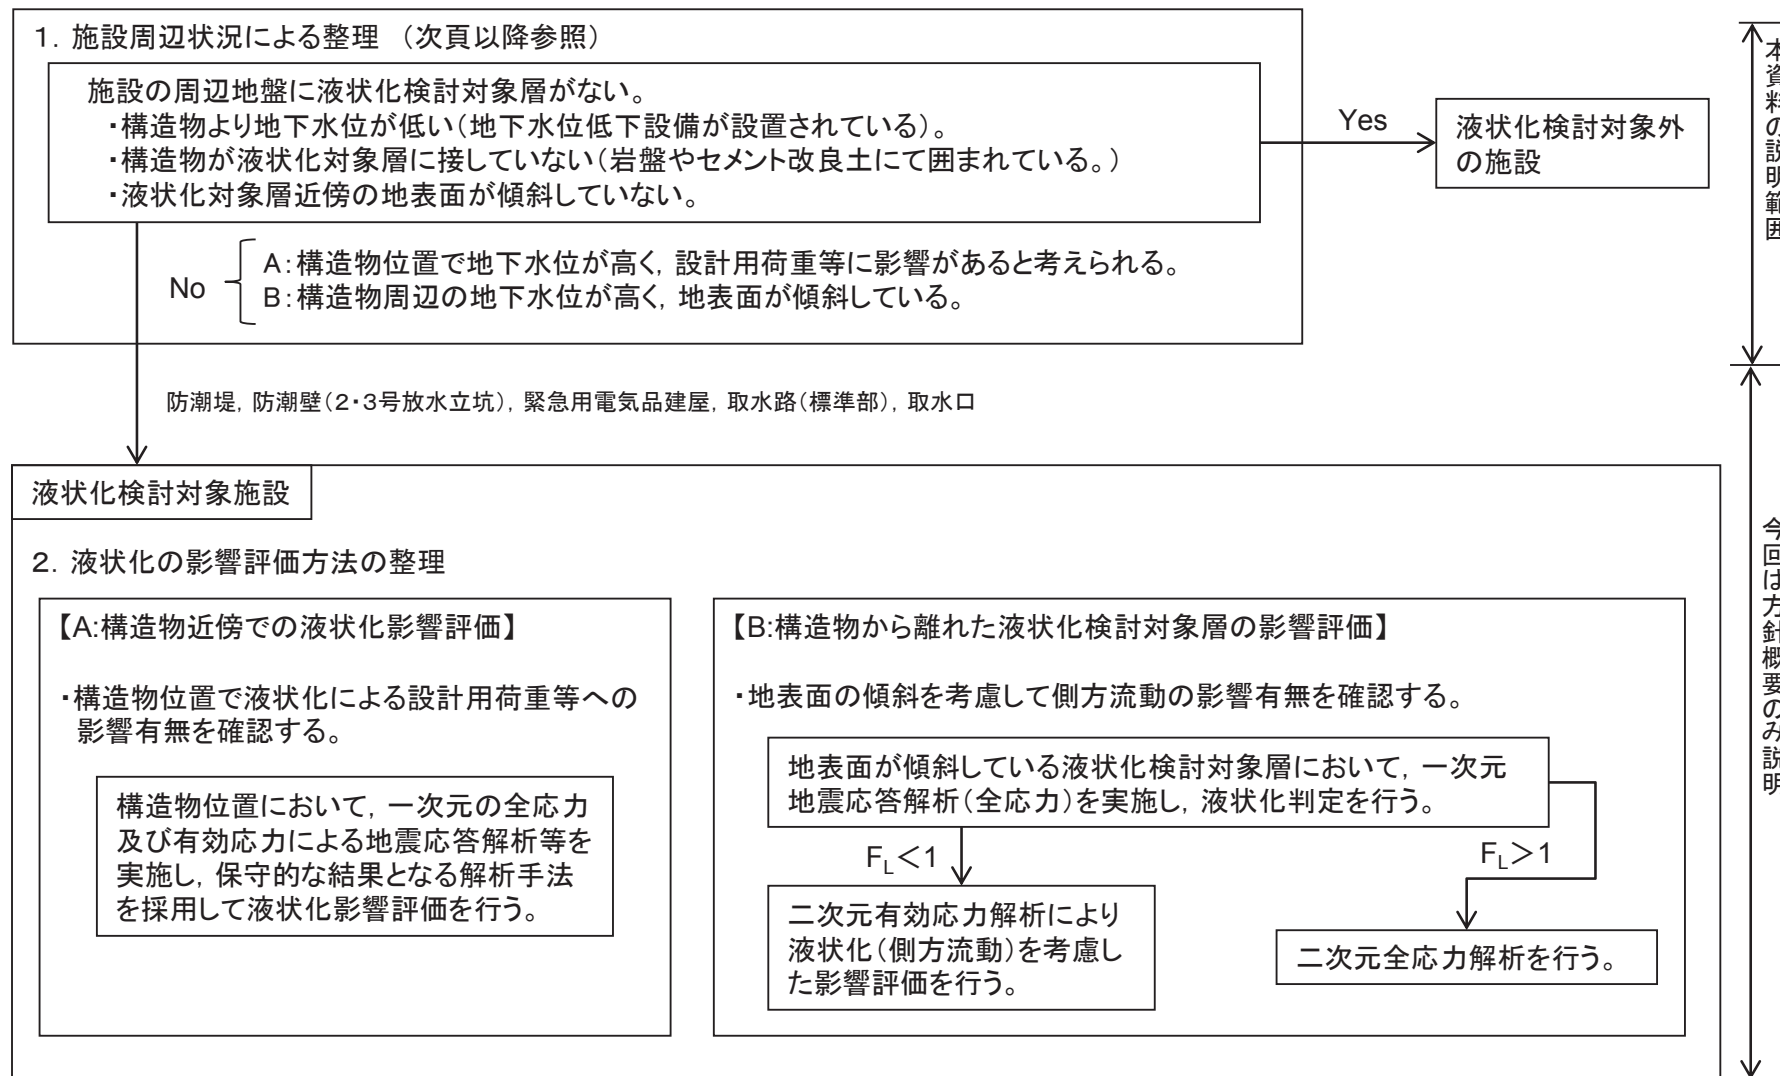 １．施設周辺状況による整理　（次頁以降参照）
施設の周辺地盤に液状化検討対象層がない。
・構造物より地下水位が低い（地下水位低下設備が設置されている）。
・構造物が液状化対象層に接していない（岩盤やセメント改良土にて囲まれている。）
・液状化対象層近傍の地表面が傾斜していない。
Yes
液状化検討対象外
の施設
No
A：構造物位置で地下水位が高く，設計用荷重等に影響があると考えられる。
B：構造物周辺の地下水位が高く，地表面が傾斜している。
本資料の説明範囲
防潮堤，防潮壁（２・３号放水立坑），緊急用電気品建屋，取水路（標準部），取水口
液状化検討対象施設
２．液状化の影響評価方法の整理
【A:構造物近傍での液状化影響評価】
・構造物位置で液状化による設計用荷重等への
影響有無を確認する。
構造物位置において，一次元の全応力
及び有効応力による地震応答解析等を
実施し，保守的な結果となる解析手法
を採用して液状化影響評価を行う。
【B:構造物から離れた液状化検討対象層の影響評価】
・地表面の傾斜を考慮して側方流動の影響有無を確認する。
地表面が傾斜している液状化検討対象層において，一次元
地震応答解析（全応力）を実施し，液状化判定を行う。
FL＜1
FL＞1
二次元有効応力解析により
液状化（側方流動）を考慮し
た影響評価を行う。
二次元全応力解析を行う。
今回は方針概要のみ説明